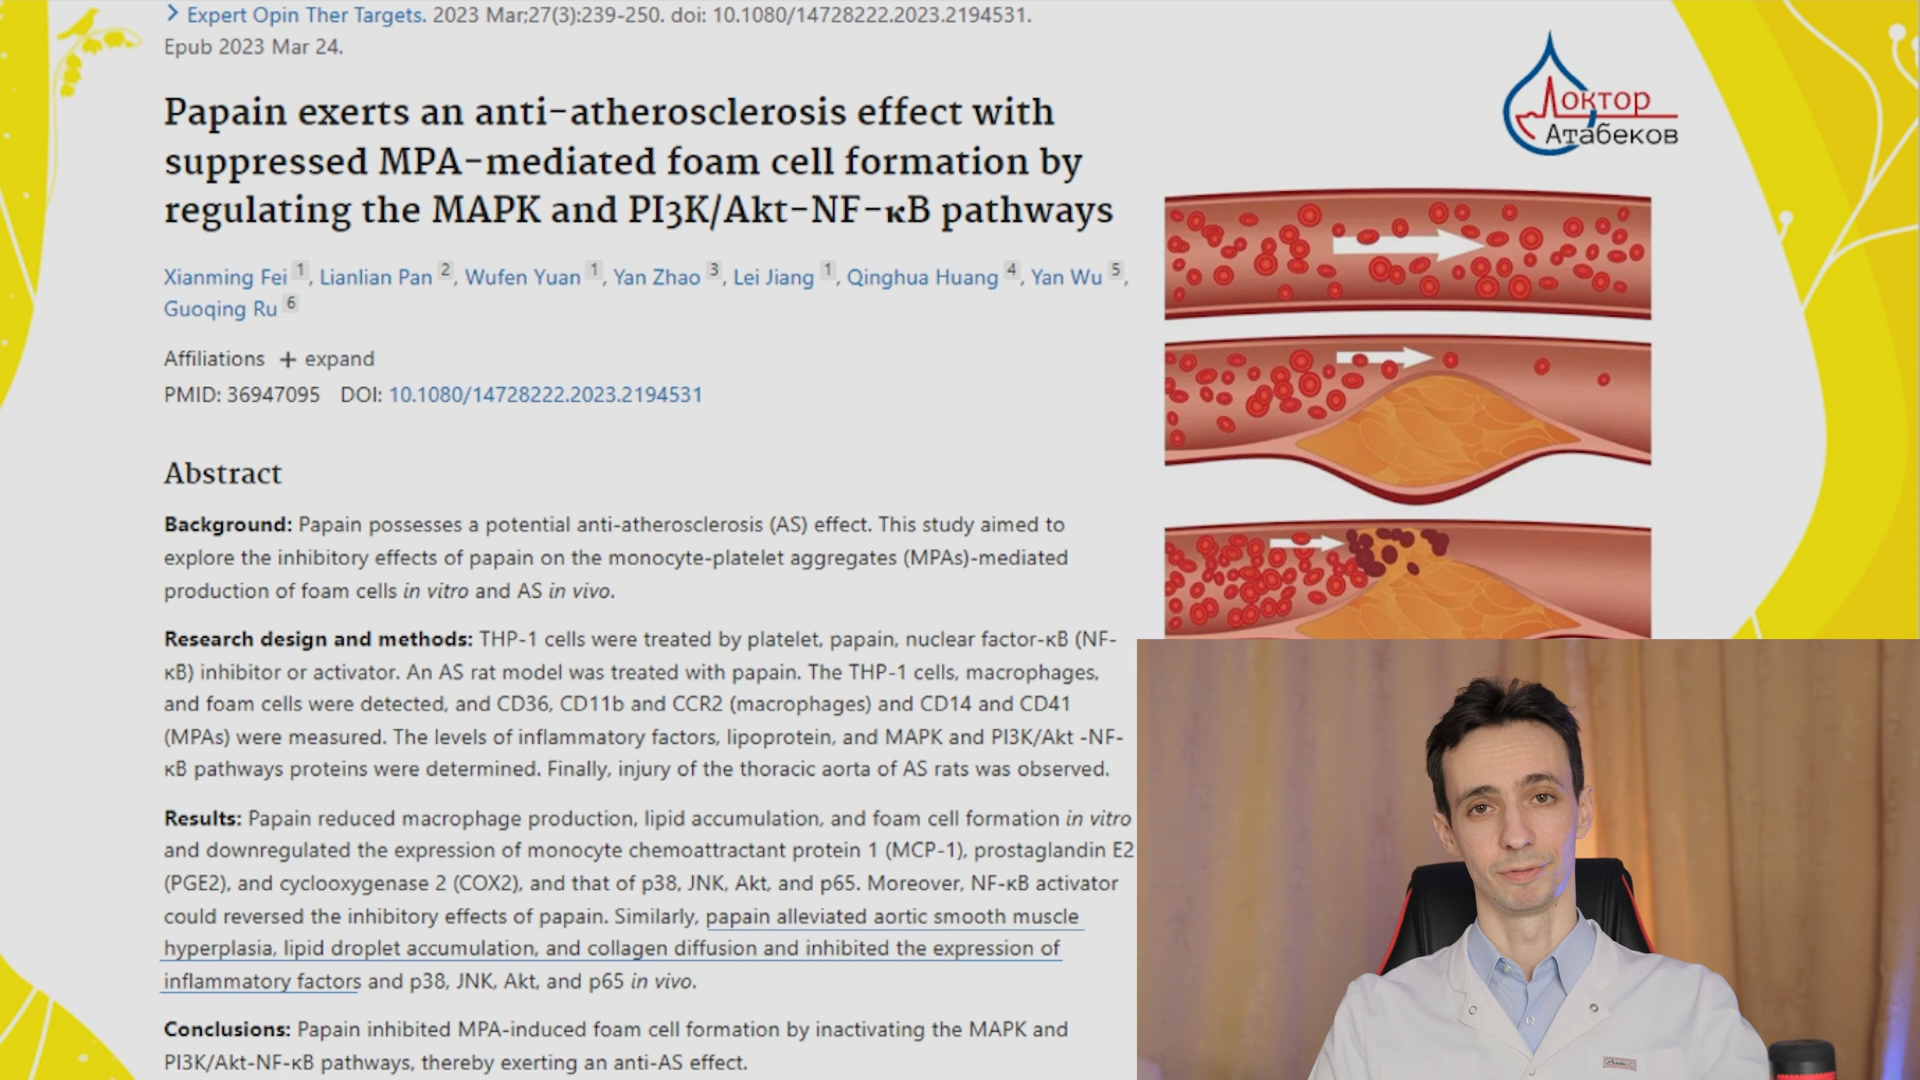 > Expert Opin Ther Targets. 2023 Mar;27(3):239-250. doi: 10.1080/14728222.2023.2194531.
Epub 2023 Mar 24.
Papain exerts an anti-atherosclerosis effect with
suppressed MPA-mediated foam cell formation by
regulating the MAPK and PI3K/Akt-NF-κB pathways
Xianming Fei 1, Lianlian Pan 2, Wufen Yuan 1, Yan Zhao 3, Lei Jiang 1, Qinghua Huang 4, Yan Wu 5,
Guoqing Ru 6
Affiliations + expand
PMID: 36947095 DOI: 10.1080/14728222.2023.2194531
Abstract
Background: Papain possesses a potential anti-atherosclerosis (AS) effect. This study aimed to
explore the inhibitory effects of papain on the monocyte-platelet aggregates (MPAs)-mediated
production of foam cells in vitro and AS in vivo.
Research design and methods: THP-1 cells were treated by platelet, papain, nuclear factor-κB (NF-
κB) inhibitor or activator. An AS rat model was treated with papain. The THP-1 cells, macrophages,
and foam cells were detected, and CD36, CD11b and CCR2 (macrophages) and CD14 and CD41
(MPAs) were measured. The levels of inflammatory factors, lipoprotein, and MAPK and PI3K/Akt -NF-
κB pathways proteins were determined. Finally, injury of the thoracic aorta of AS rats was observed.
Results: Papain reduced macrophage production, lipid accumulation, and foam cell formation in vitro
and downregulated the expression of monocyte chemoattractant protein 1 (MCP-1), prostaglandin E2
(PGE2), and cyclooxygenase 2 (COX2), and that of p38, JNK, Akt, and p65. Moreover, NF-κB activator
could reversed the inhibitory effects of papain. Similarly, papain alleviated aortic smooth muscle
hyperplasia, lipid droplet accumulation, and collagen diffusion and inhibited the expression of
inflammatory factors and p38, JNK, Akt, and p65 in vivo.
Conclusions: Papain inhibited MPA-induced foam cell formation by inactivating the MAPK and
PI3K/Akt-NF-κB pathways, thereby exerting an anti-AS effect.
Доктор
Атабеков